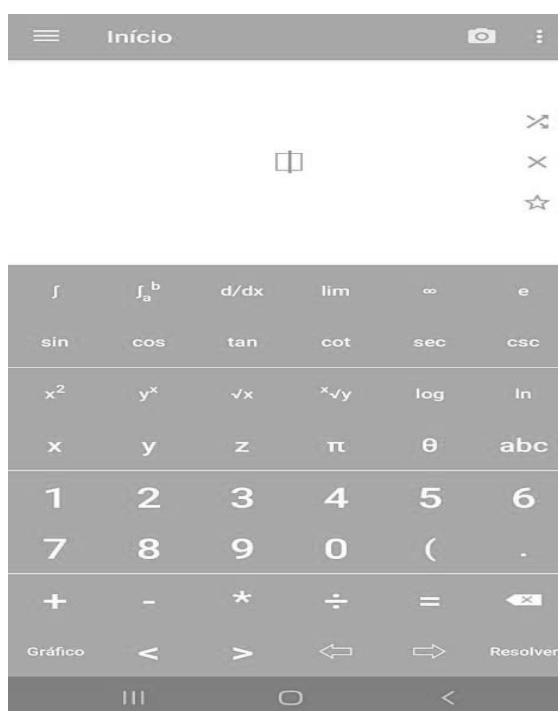 Início
∫ ∫ₐᵇ d/dx lim ∞ e
sin cos tan cot sec csc
x² yˣ √x ˣ√y log ln
x y z π θ abc
1 2 3 4 5 6
7 8 9 0 ( .
+ - * ÷ =
Gráfico < > Resolver